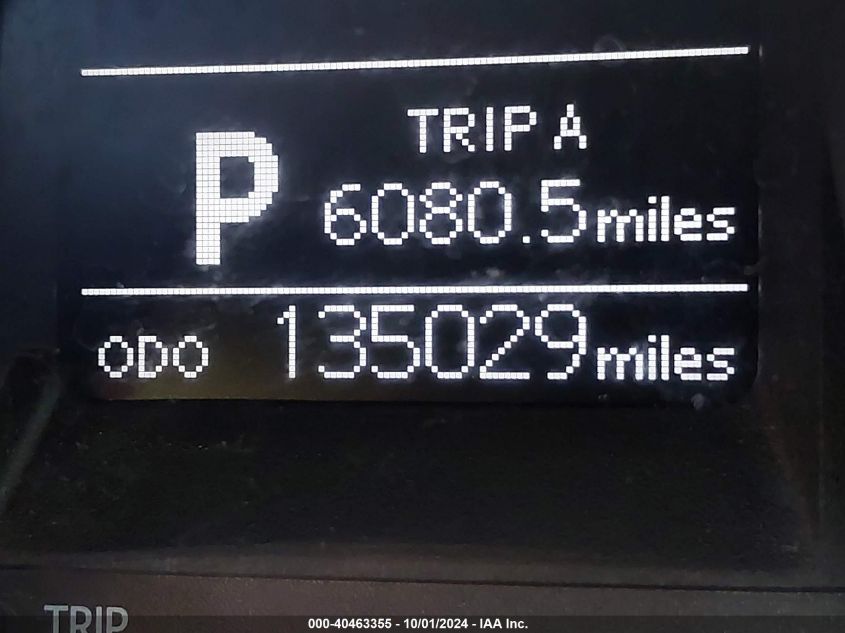 TRIP A
P 6080.5 miles
ODO 135029 miles
TRIP
000-40463355 - 10/01/2024 - IAA Inc.